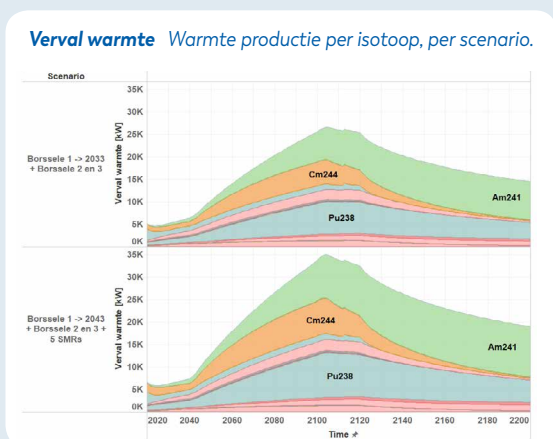 Verval warmte Warmte productie per isotoop, per scenario.
Scenario
Borssele 1 -> 2033
+ Borssele 2 en 3
Verval warmte [kW]
35K
30K
25K
20K
15K
10K
5K
0K
Cm244
Am241
Pu238
Borssele 1 -> 2043
+ Borssele 2 en 3 +
5 SMRs
Verval warmte [kW]
35K
30K
25K
20K
15K
10K
5K
0K
Cm244
Am241
Pu238
2020 2040 2060 2080 2100 2120 2140 2160 2180 2200
Time